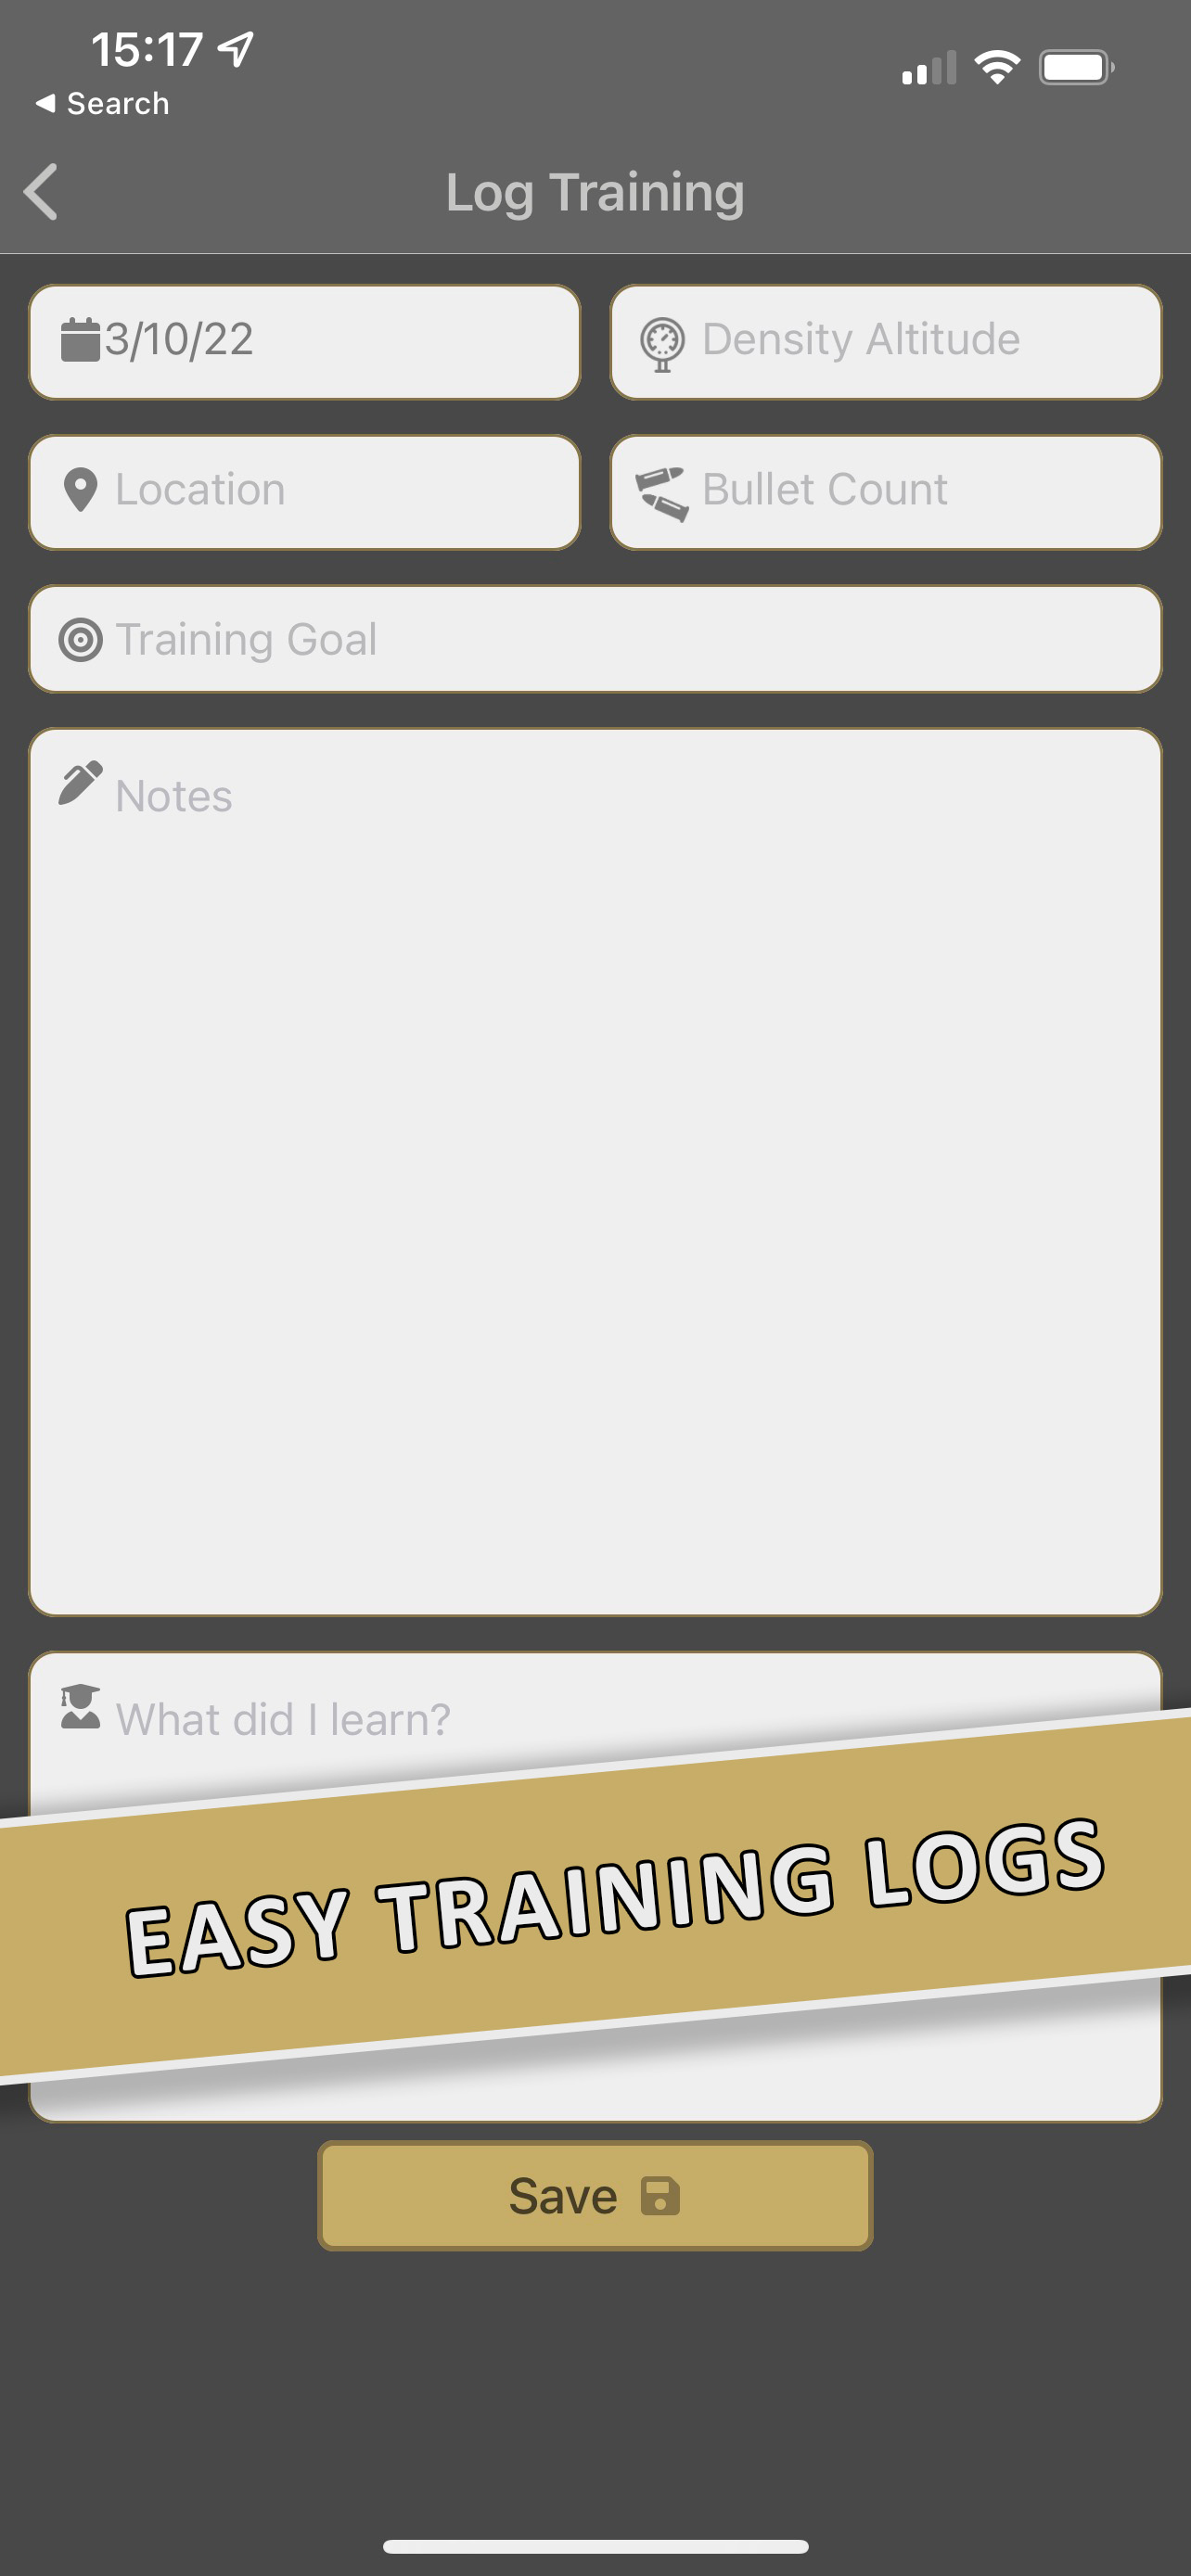 15:17
Search
Log Training
3/10/22
Density Altitude
Location
Bullet Count
Training Goal
Notes
What did I learn?
EASY TRAINING LOGS
Save